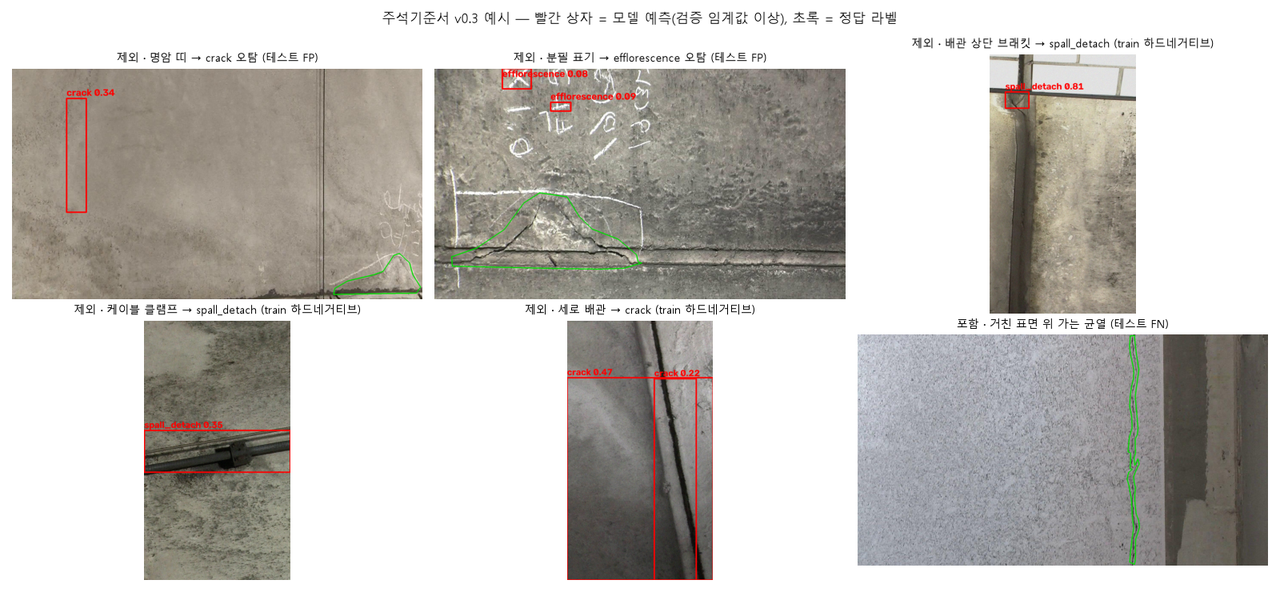 주석기준서 v0.3 예시 — 빨간 상자 = 모델 예측(검증 임계값 이상), 초록 = 정답 라벨
제외 · 명암 띠 → crack 오탐 (테스트 FP)
crack 0.34
제외 · 분필 표기 → efflorescence 오탐 (테스트 FP)
efflorescence 0.08
efflorescence 0.09
제외 · 배관 상단 브래킷 → spall_detach (train 하드네거티브)
spall_detach 0.81
제외 · 케이블 클램프 → spall_detach (train 하드네거티브)
spall_detach 0.55
제외 · 세로 배관 → crack (train 하드네거티브)
crack 0.47
crack 0.22
포함 · 거친 표면 위 가는 균열 (테스트 FN)